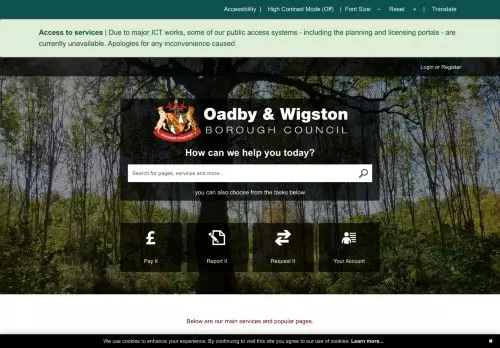 Accessibility | High Contrast Mode (Off) | Font Size: − Reset + | Translate
Access to services | Due to major ICT works, some of our public access systems - including the planning and licensing portals - are
currently unavailable. Apologies for any inconvenience caused.
Login or Register
Oadby & Wigston
BOROUGH COUNCIL
How can we help you today?
Search for pages, services and more...
you can also choose from the tasks below
Pay It
Report It
Request It
Your Account
Below are our main services and popular pages.
We use cookies to enhance your experience. By continuing to visit this site you agree to our use of cookies. Learn more... ✖